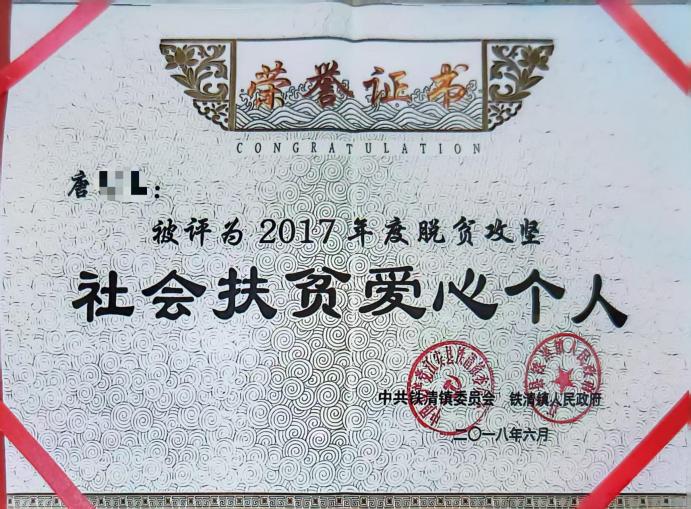 荣誉证书
CONGRATULATION
唐
：
被评为2017年度脱贫攻坚
社会扶贫爱心个人
中共铁清镇委员会 铁清镇人民政府
二〇一八年六月